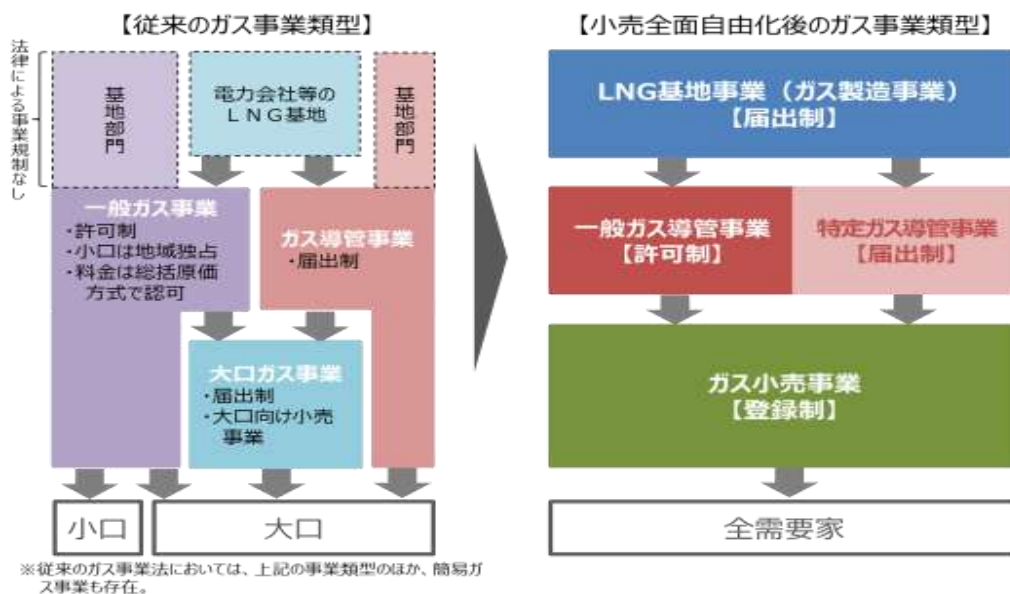 【従来のガス事業類型】
法律による事業規制なし
基地部門
電力会社等の
LNG基地
基地部門
一般ガス事業
・許可制
・小口は地域独占
・料金は総括原価
方式で認可
ガス導管事業
・届出制
大口ガス事業
・届出制
・大口向け小売
事業
小口
大口
※従来のガス事業法においては、上記の事業類型のほか、簡易ガ
ス事業も存在。
【小売全面自由化後のガス事業類型】
LNG基地事業（ガス製造事業）
【届出制】
一般ガス導管事業
【許可制】
特定ガス導管事業
【届出制】
ガス小売事業
【登録制】
全需要家